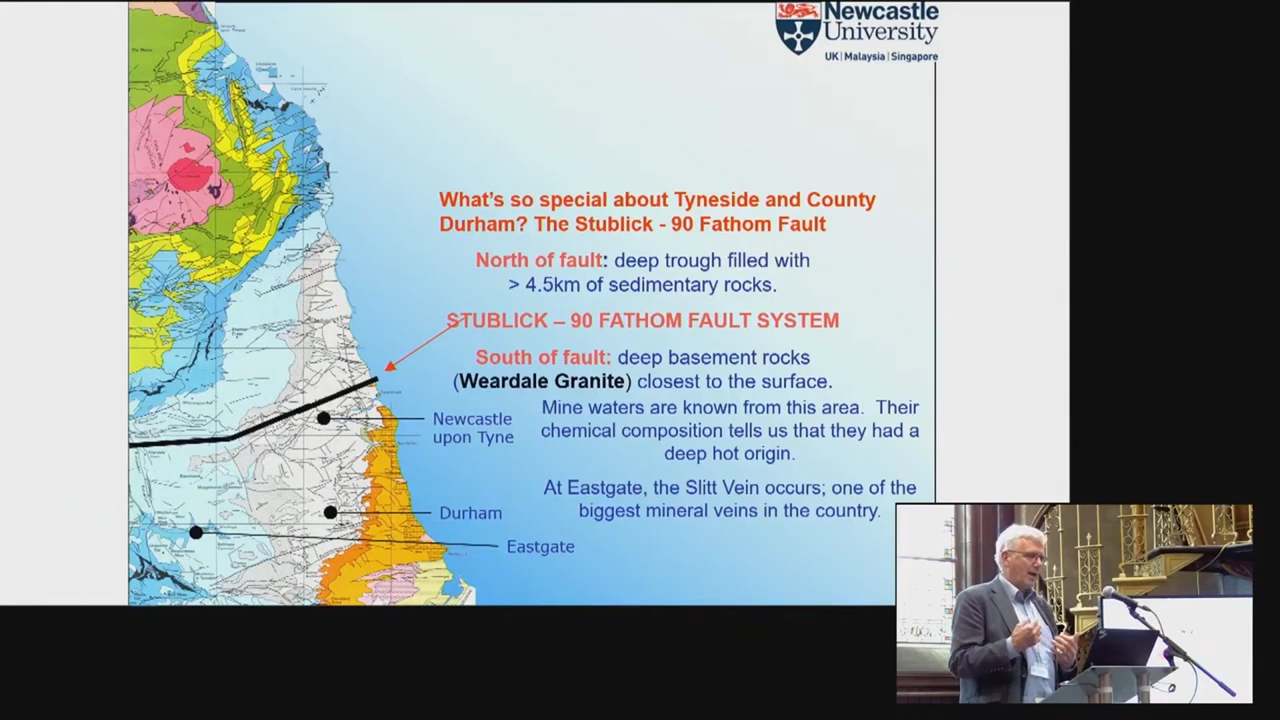 Newcastle
University
UK | Malaysia | Singapore
What's so special about Tyneside and County
Durham? The Stublick - 90 Fathom Fault
North of fault: deep trough filled with
> 4.5km of sedimentary rocks.
STUBLICK – 90 FATHOM FAULT SYSTEM
South of fault: deep basement rocks
(Weardale Granite) closest to the surface.
Mine waters are known from this area. Their
chemical composition tells us that they had a
deep hot origin.
At Eastgate, the Slitt Vein occurs; one of the
biggest mineral veins in the country.
Newcastle
upon Tyne
Durham
Eastgate